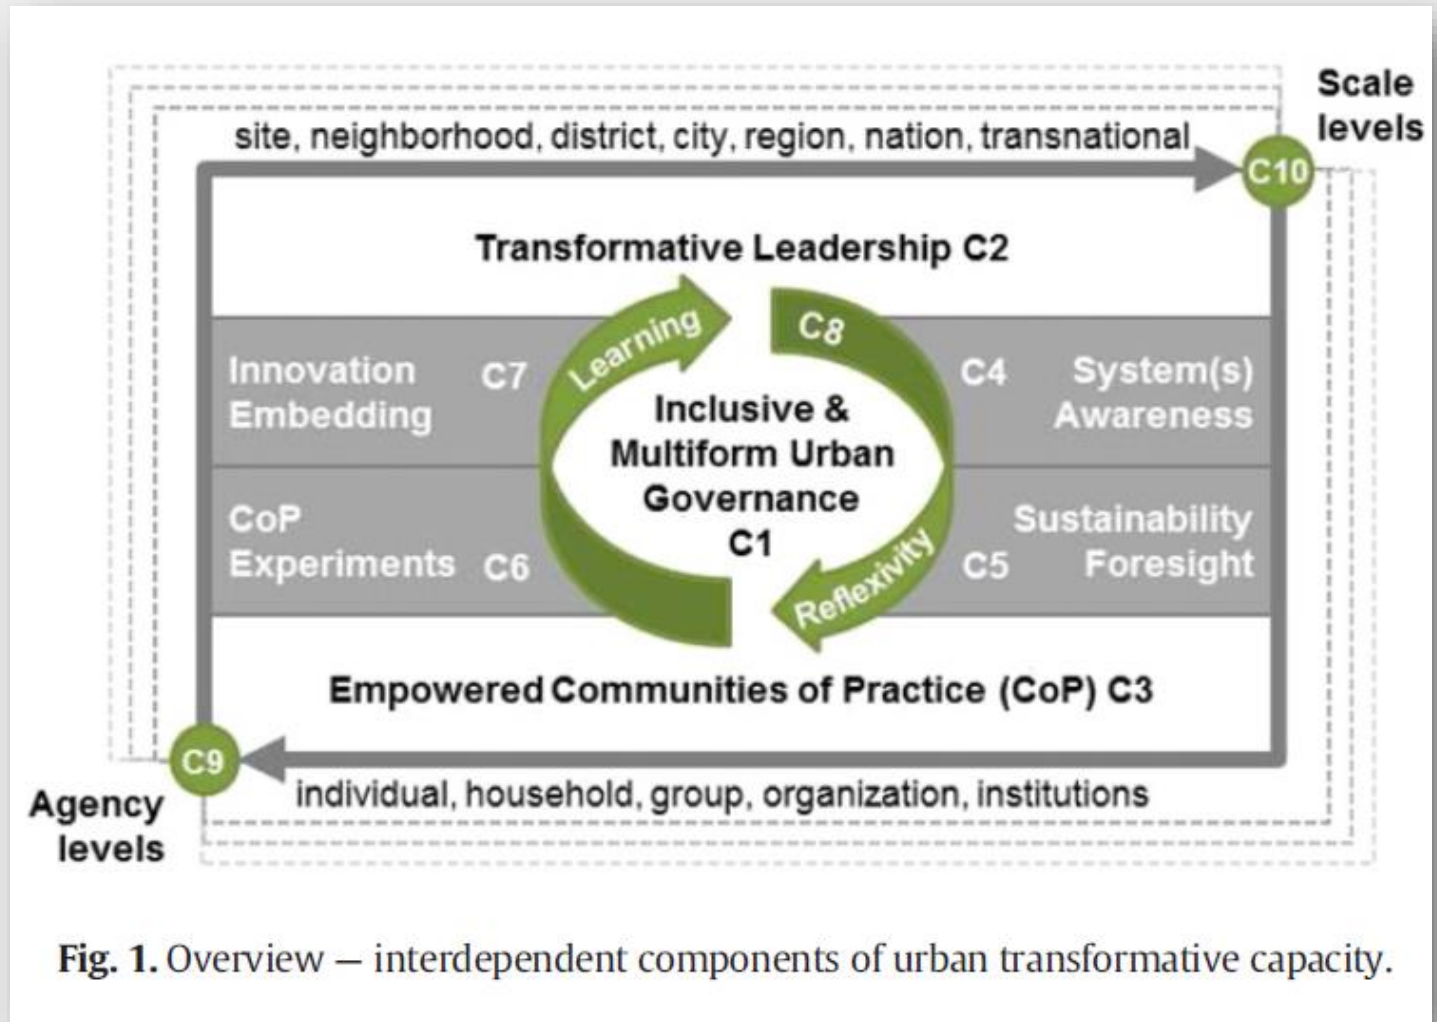 Scale
levels
site, neighborhood, district, city, region, nation, transnational
C10
Transformative Leadership C2
Learning
C8
Innovation
Embedding
C7
C4
System(s)
Awareness
Inclusive &
Multiform Urban
Governance
C1
CoP
Experiments
C6
C5
Sustainability
Foresight
Reflexivity
Empowered Communities of Practice (CoP) C3
C9
Agency
levels
individual, household, group, organization, institutions
Fig. 1. Overview — interdependent components of urban transformative capacity.